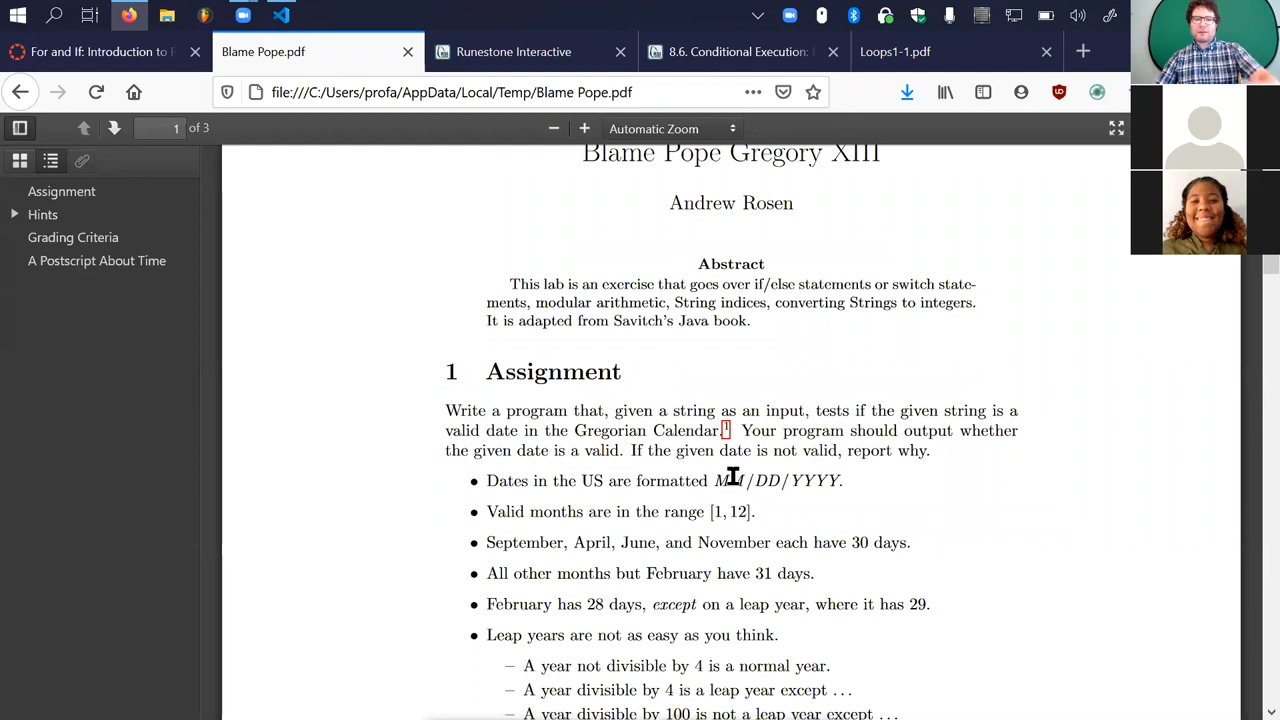 For and If: Introduction to
Blame Pope.pdf
Runestone Interactive
8.6. Conditional Execution:
Loops1-1.pdf
file:///C:/Users/profa/AppData/Local/Temp/Blame Pope.pdf
1 of 3
Automatic Zoom
Assignment
Hints
Grading Criteria
A Postscript About Time
Blame Pope Gregory XIII
Andrew Rosen
Abstract
This lab is an exercise that goes over if/else statements or switch state-
ments, modular arithmetic, String indices, converting Strings to integers.
It is adapted from Savitch's Java book.
1 Assignment
Write a program that, given a string as an input, tests if the given string is a
valid date in the Gregorian Calendar.1 Your program should output whether
the given date is a valid. If the given date is not valid, report why.
• Dates in the US are formatted MM/DD/YYYY.
• Valid months are in the range [1, 12].
• September, April, June, and November each have 30 days.
• All other months but February have 31 days.
• February has 28 days, except on a leap year, where it has 29.
• Leap years are not as easy as you think.
– A year not divisible by 4 is a normal year.
– A year divisible by 4 is a leap year except ...
– A year divisible by 100 is not a leap year except ...